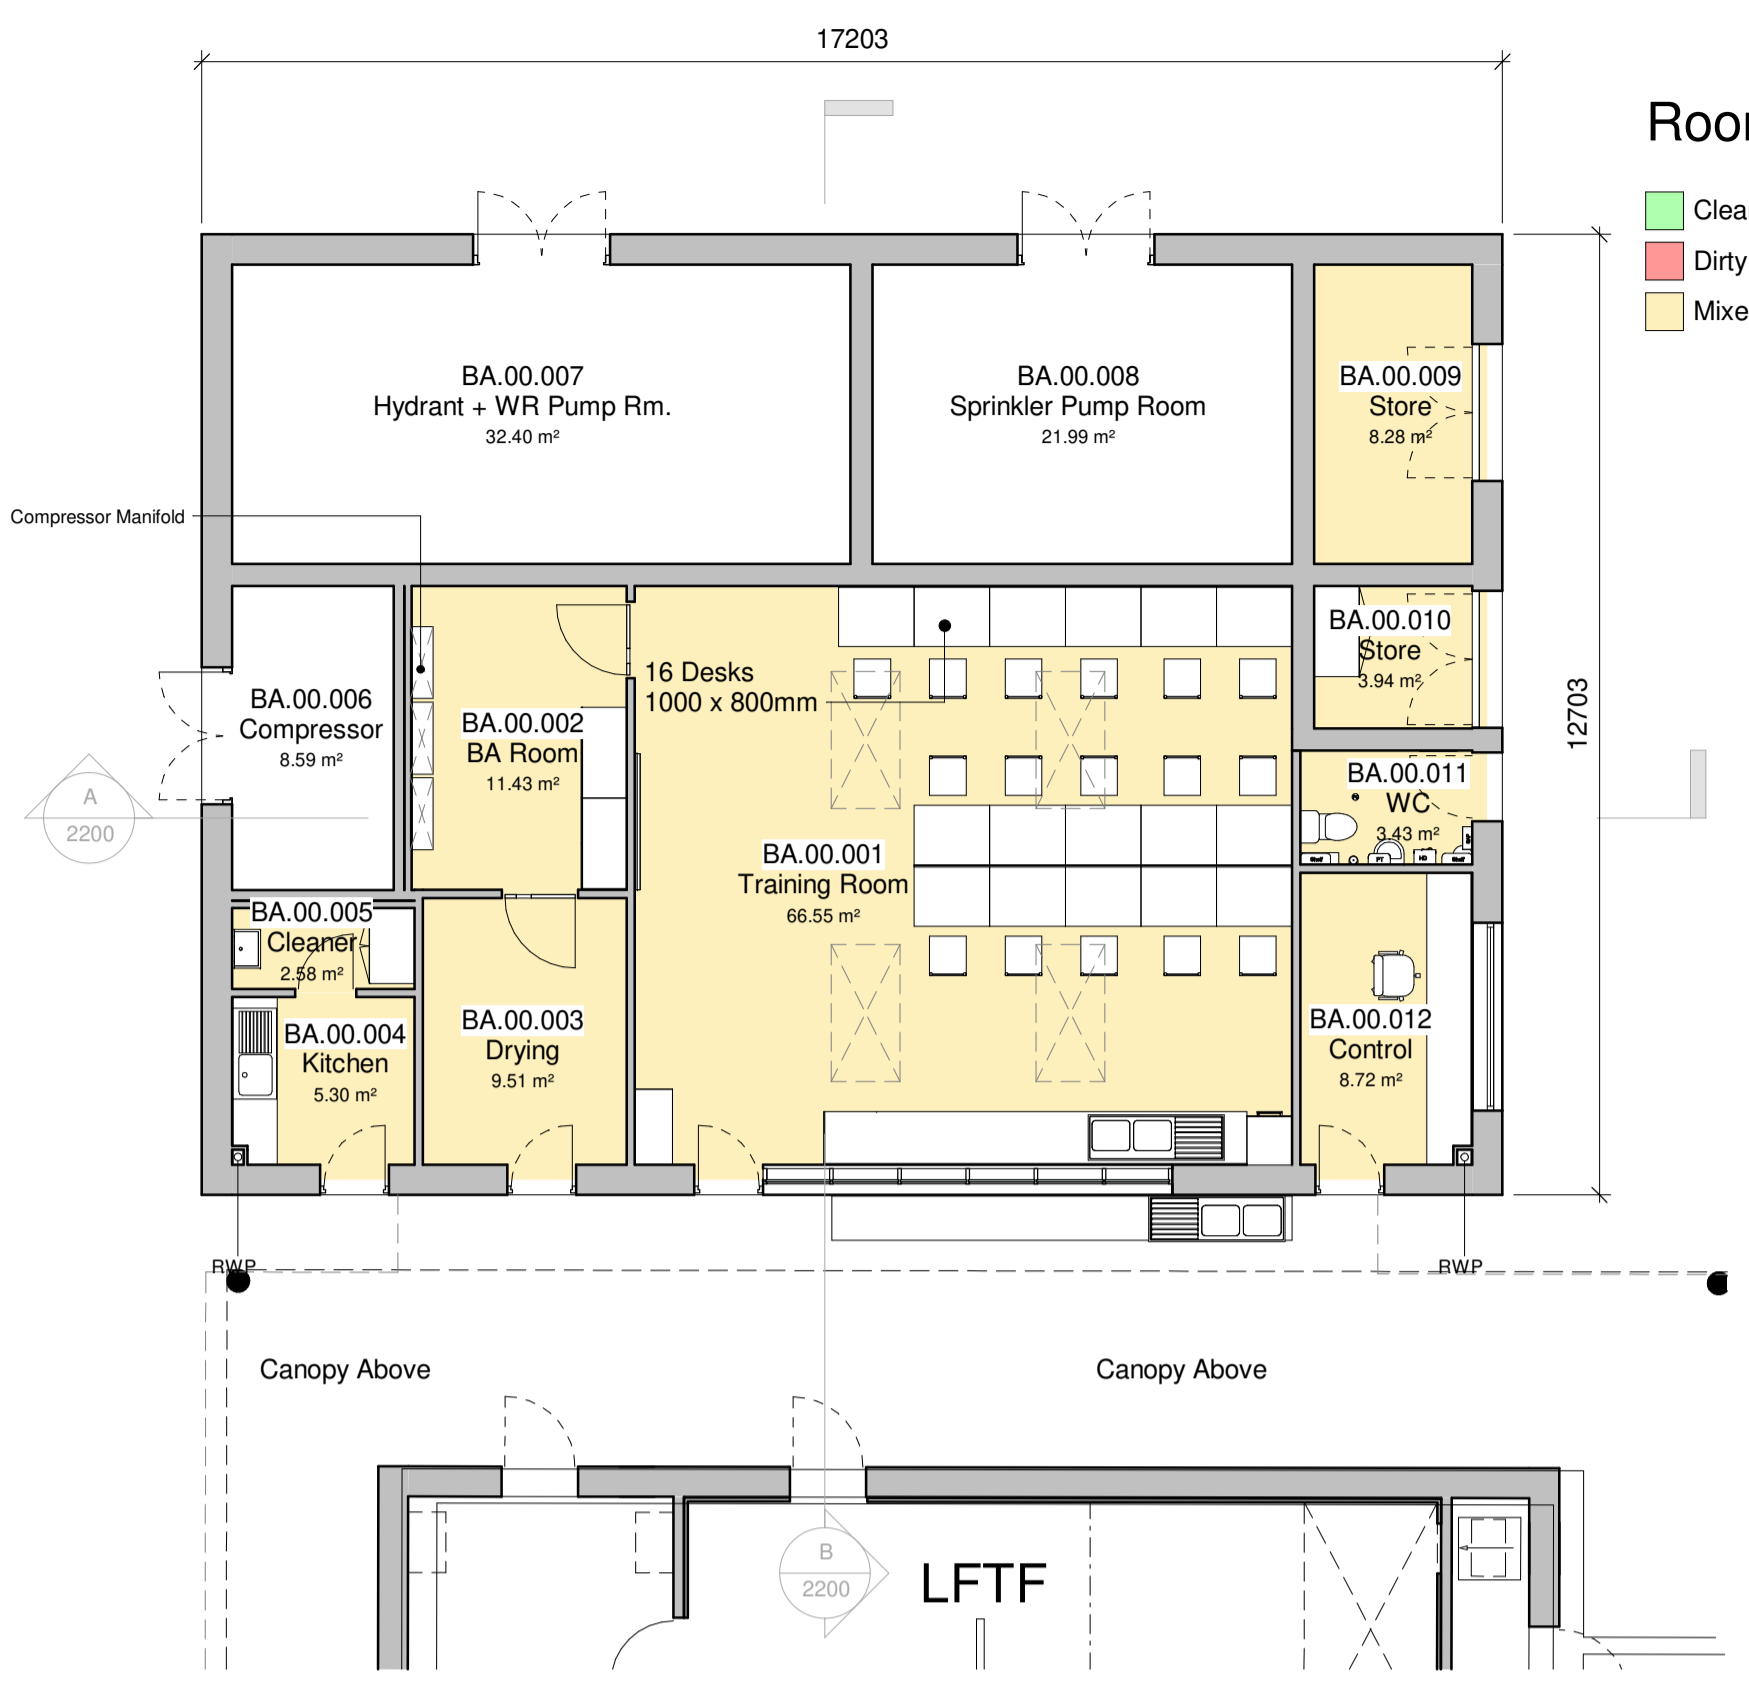 17203
Roor
Clea
Dirty
Mixe
BA.00.007
Hydrant + WR Pump Rm.
32.40 m²
BA.00.008
Sprinkler Pump Room
21.99 m²
BA.00.009
Store
8.28 m²
Compressor Manifold
BA.00.006
Compressor
8.59 m²
BA.00.002
BA Room
11.43 m²
16 Desks
1000 x 800mm
BA.00.010
Store
3.94 m²
12703
A
2200
BA.00.001
Training Room
66.55 m²
BA.00.011
WC
3.43 m²
Shelf
PT
HD
Shelf
BA.00.005
Cleaner
2.58 m²
BA.00.004
Kitchen
5.30 m²
BA.00.003
Drying
9.51 m²
BA.00.012
Control
8.72 m²
RWP
RWP
Canopy Above
Canopy Above
B
2200
LFTF